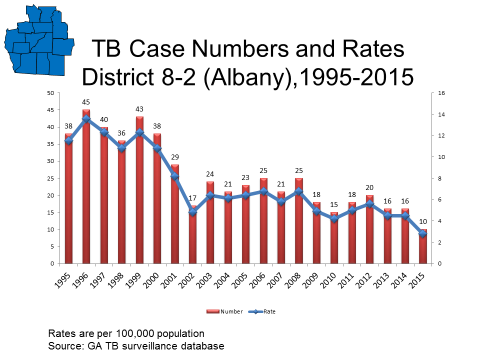 TB Case Numbers and Rates
District 8-2 (Albany),1995-2015
50 45 40 35 30 25 20 15 10 5 0
38 45 40 36 43 38 29 17 24 21 23 25 21 25 18 15 18 20 16 16 10
16 14 12 10 8 6 4 2 0
1995 1996 1997 1998 1999 2000 2001 2002 2003 2004 2005 2006 2007 2008 2009 2010 2011 2012 2013 2014 2015
Number Rate
Rates are per 100,000 population
Source: GA TB surveillance database